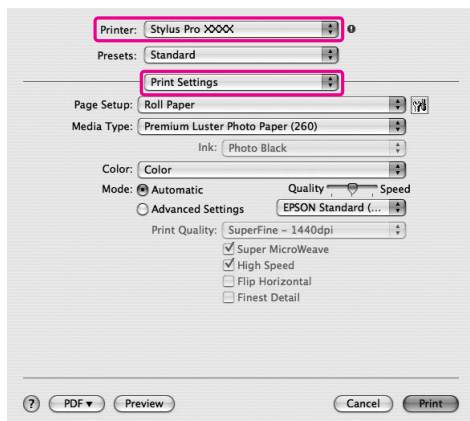 Printer: Stylus Pro XXXX
Presets: Standard
Print Settings
Page Setup: Roll Paper
Media Type: Premium Luster Photo Paper (260)
Ink: Photo Black
Color: Color
Mode: Automatic Quality Speed
Advanced Settings EPSON Standard (...
Print Quality: SuperFine – 1440dpi
Super MicroWeave
High Speed
Flip Horizontal
Finest Detail
? PDF Preview Cancel Print